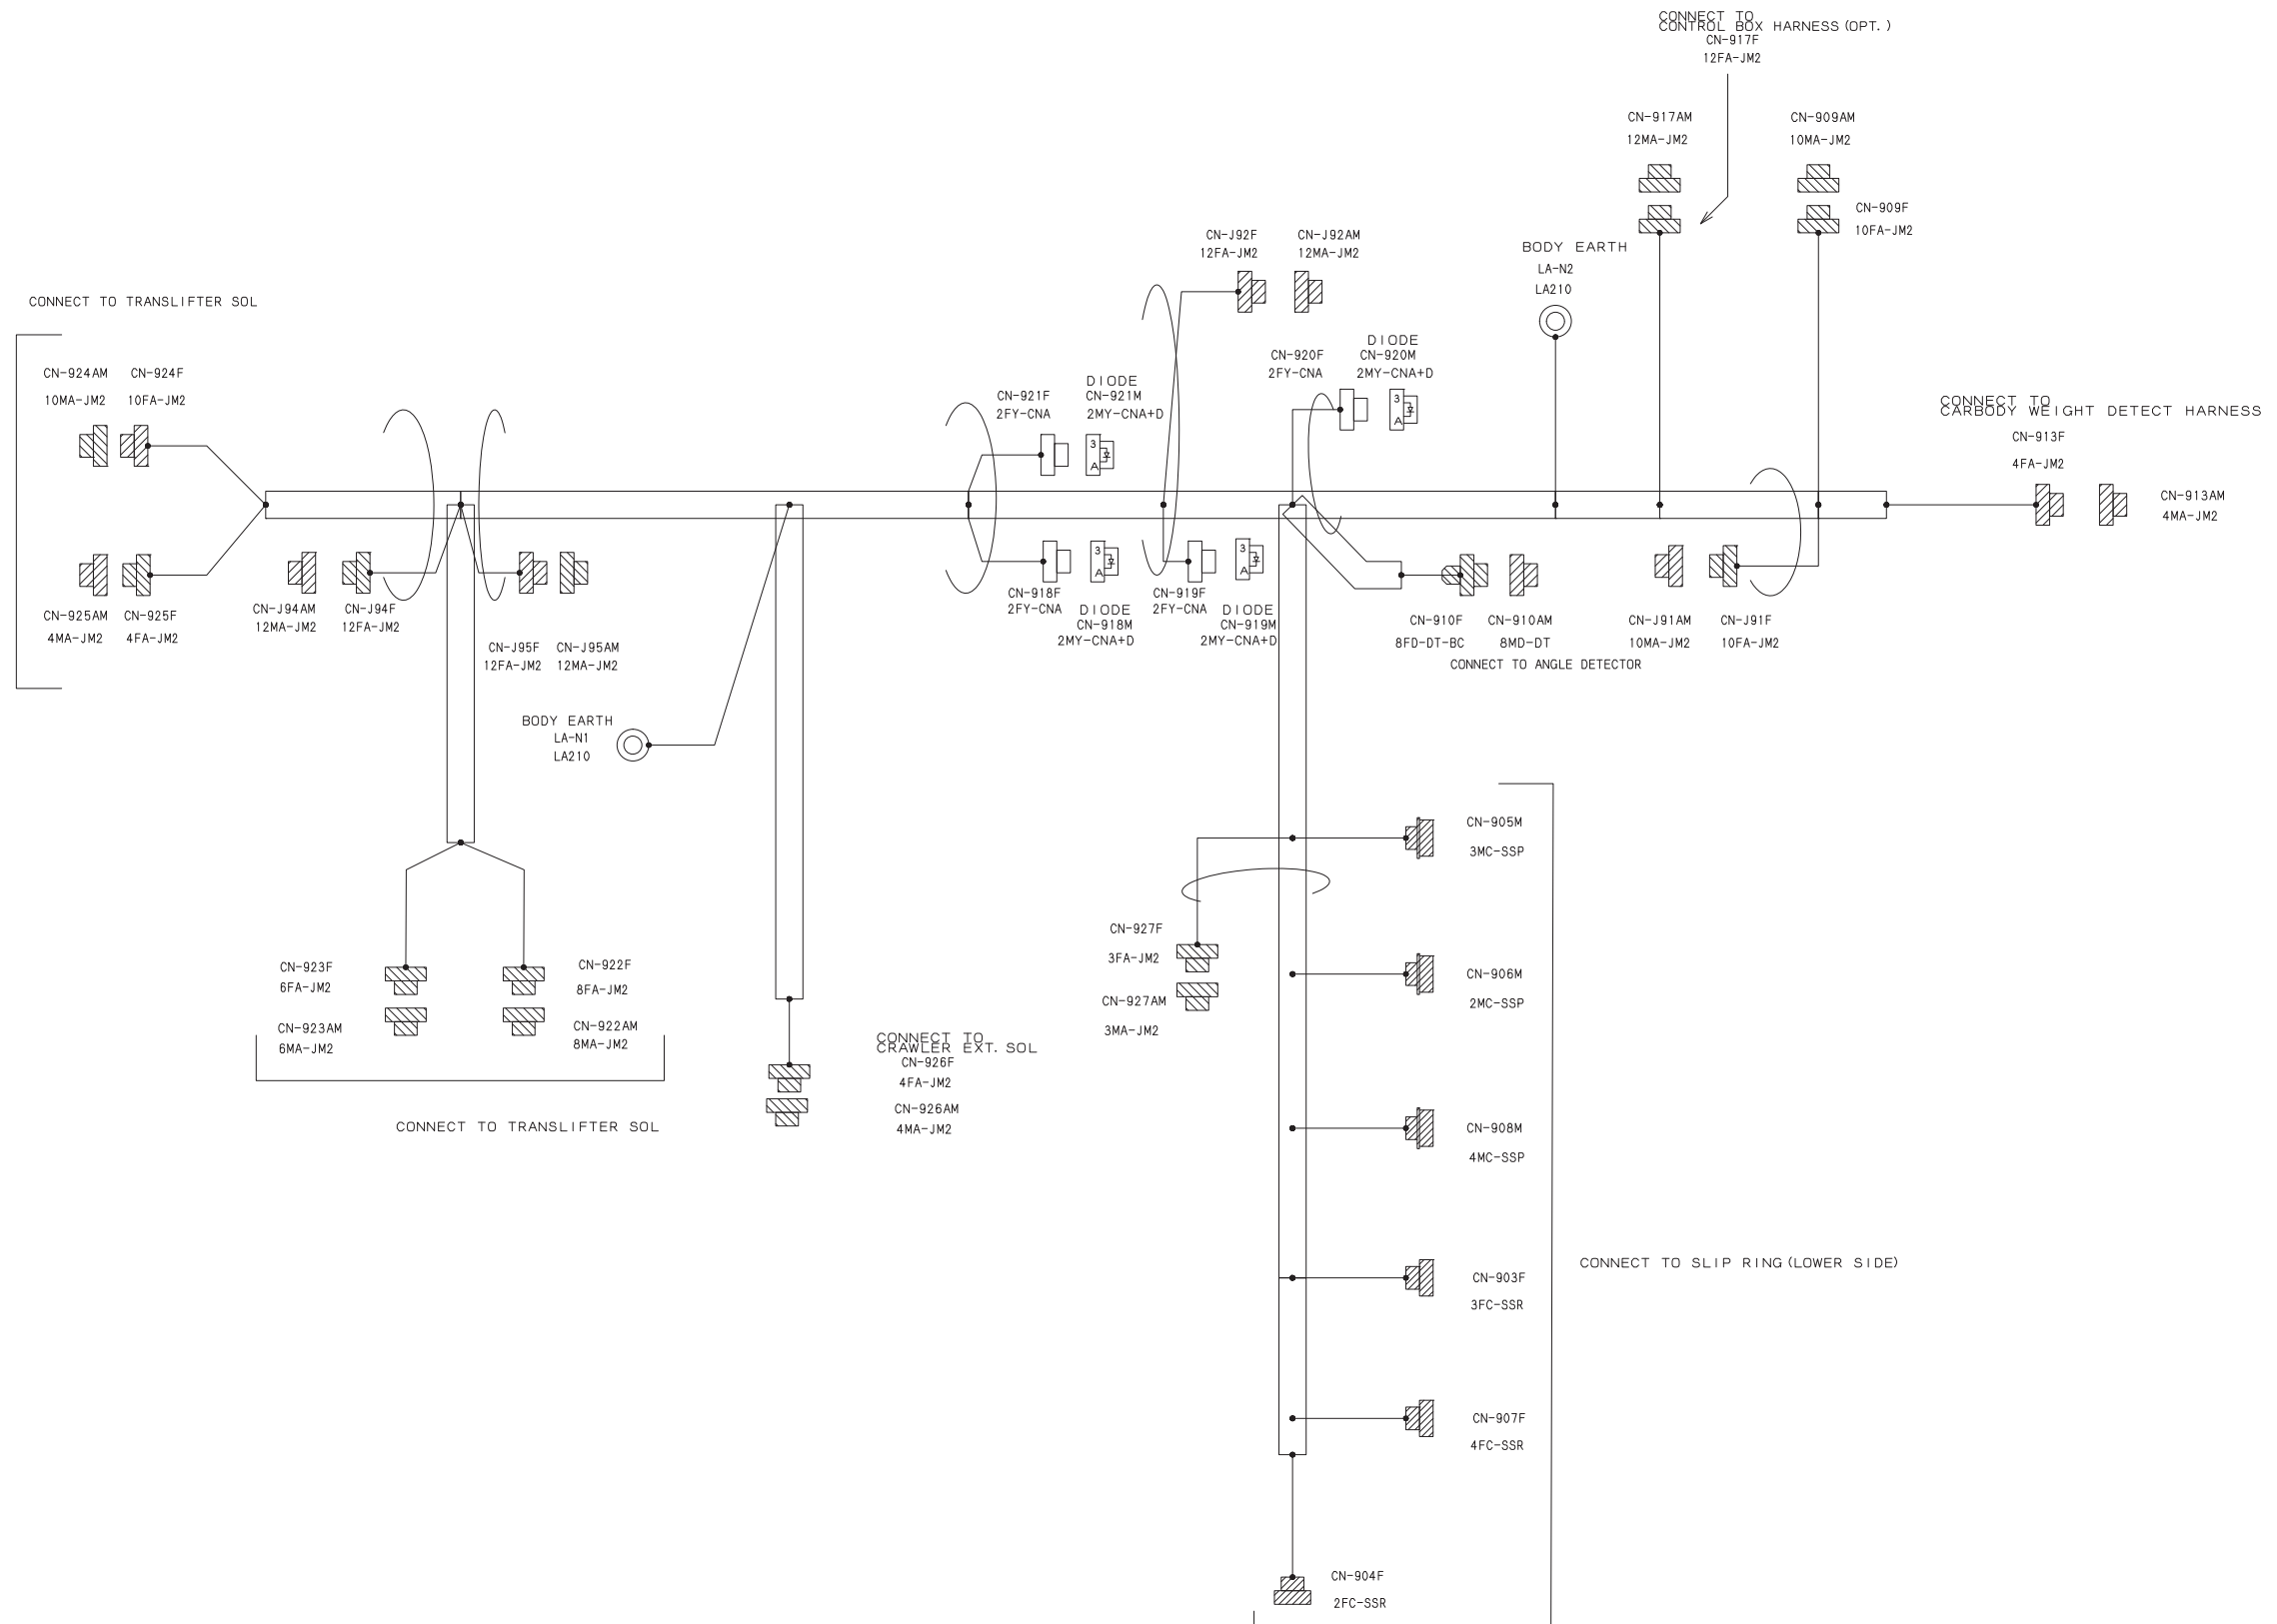 CONNECT TO
CONTROL BOX HARNESS (OPT.)
CN-917F
12FA-JM2
CN-917AM
12MA-JM2
CN-909AM
10MA-JM2
CN-909F
10FA-JM2
CN-J92F
12FA-JM2
CN-J92AM
12MA-JM2
BODY EARTH
LA-N2
LA210
CONNECT TO TRANSLIFTER SOL
CN-924AM
10MA-JM2
CN-924F
10FA-JM2
CN-921F
2FY-CNA
DIODE
CN-921M
2MY-CNA+D
3
A
CN-920F
2FY-CNA
DIODE
CN-920M
2MY-CNA+D
3
A
CONNECT TO
CARBODY WEIGHT DETECT HARNESS
CN-913F
4FA-JM2
CN-913AM
4MA-JM2
CN-925AM
4MA-JM2
CN-925F
4FA-JM2
CN-J94AM
12MA-JM2
CN-J94F
12FA-JM2
CN-J95F
12FA-JM2
CN-J95AM
12MA-JM2
3
A
CN-918F
2FY-CNA
DIODE
CN-918M
2MY-CNA+D
3
A
CN-919F
2FY-CNA
DIODE
CN-919M
2MY-CNA+D
CN-910F
8FD-DT-BC
CN-910AM
8MD-DT
CONNECT TO ANGLE DETECTOR
CN-J91AM
10MA-JM2
CN-J91F
10FA-JM2
BODY EARTH
LA-N1
LA210
CN-905M
3MC-SSP
CN-927F
3FA-JM2
CN-927AM
3MA-JM2
CN-906M
2MC-SSP
CN-923F
6FA-JM2
CN-923AM
6MA-JM2
CN-922F
8FA-JM2
CN-922AM
8MA-JM2
CONNECT TO TRANSLIFTER SOL
CONNECT TO
CRAWLER EXT. SOL
CN-926F
4FA-JM2
CN-926AM
4MA-JM2
CN-908M
4MC-SSP
CN-903F
3FC-SSR
CONNECT TO SLIP RING (LOWER SIDE)
CN-907F
4FC-SSR
CN-904F
2FC-SSR